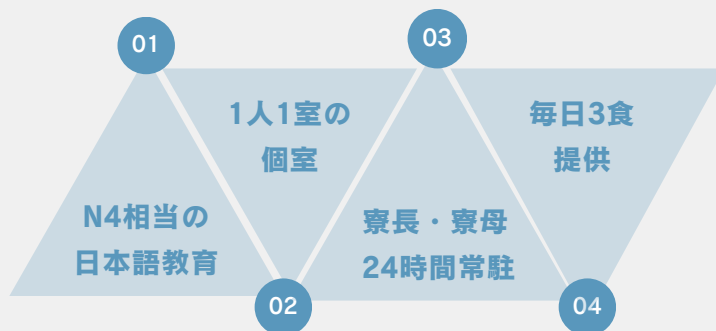 01
N4相当の
日本語教育
02
1人1室の
個室
03
寮長・寮母
24時間常駐
04
毎日3食
提供